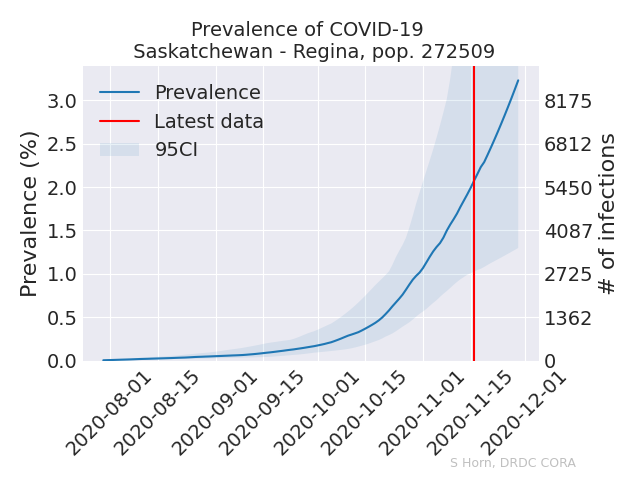 Prevalence of COVID-19
Saskatchewan - Regina, pop. 272509
Prevalence
Latest data
95CI
Prevalence (%)
3.0
2.5
2.0
1.5
1.0
0.5
0.0
8175
6812
5450
4087
2725
1362
0
# of infections
2020-08-01
2020-08-15
2020-09-01
2020-09-15
2020-10-01
2020-10-15
2020-11-01
2020-11-15
2020-12-01
S Horn, DRDC CORA